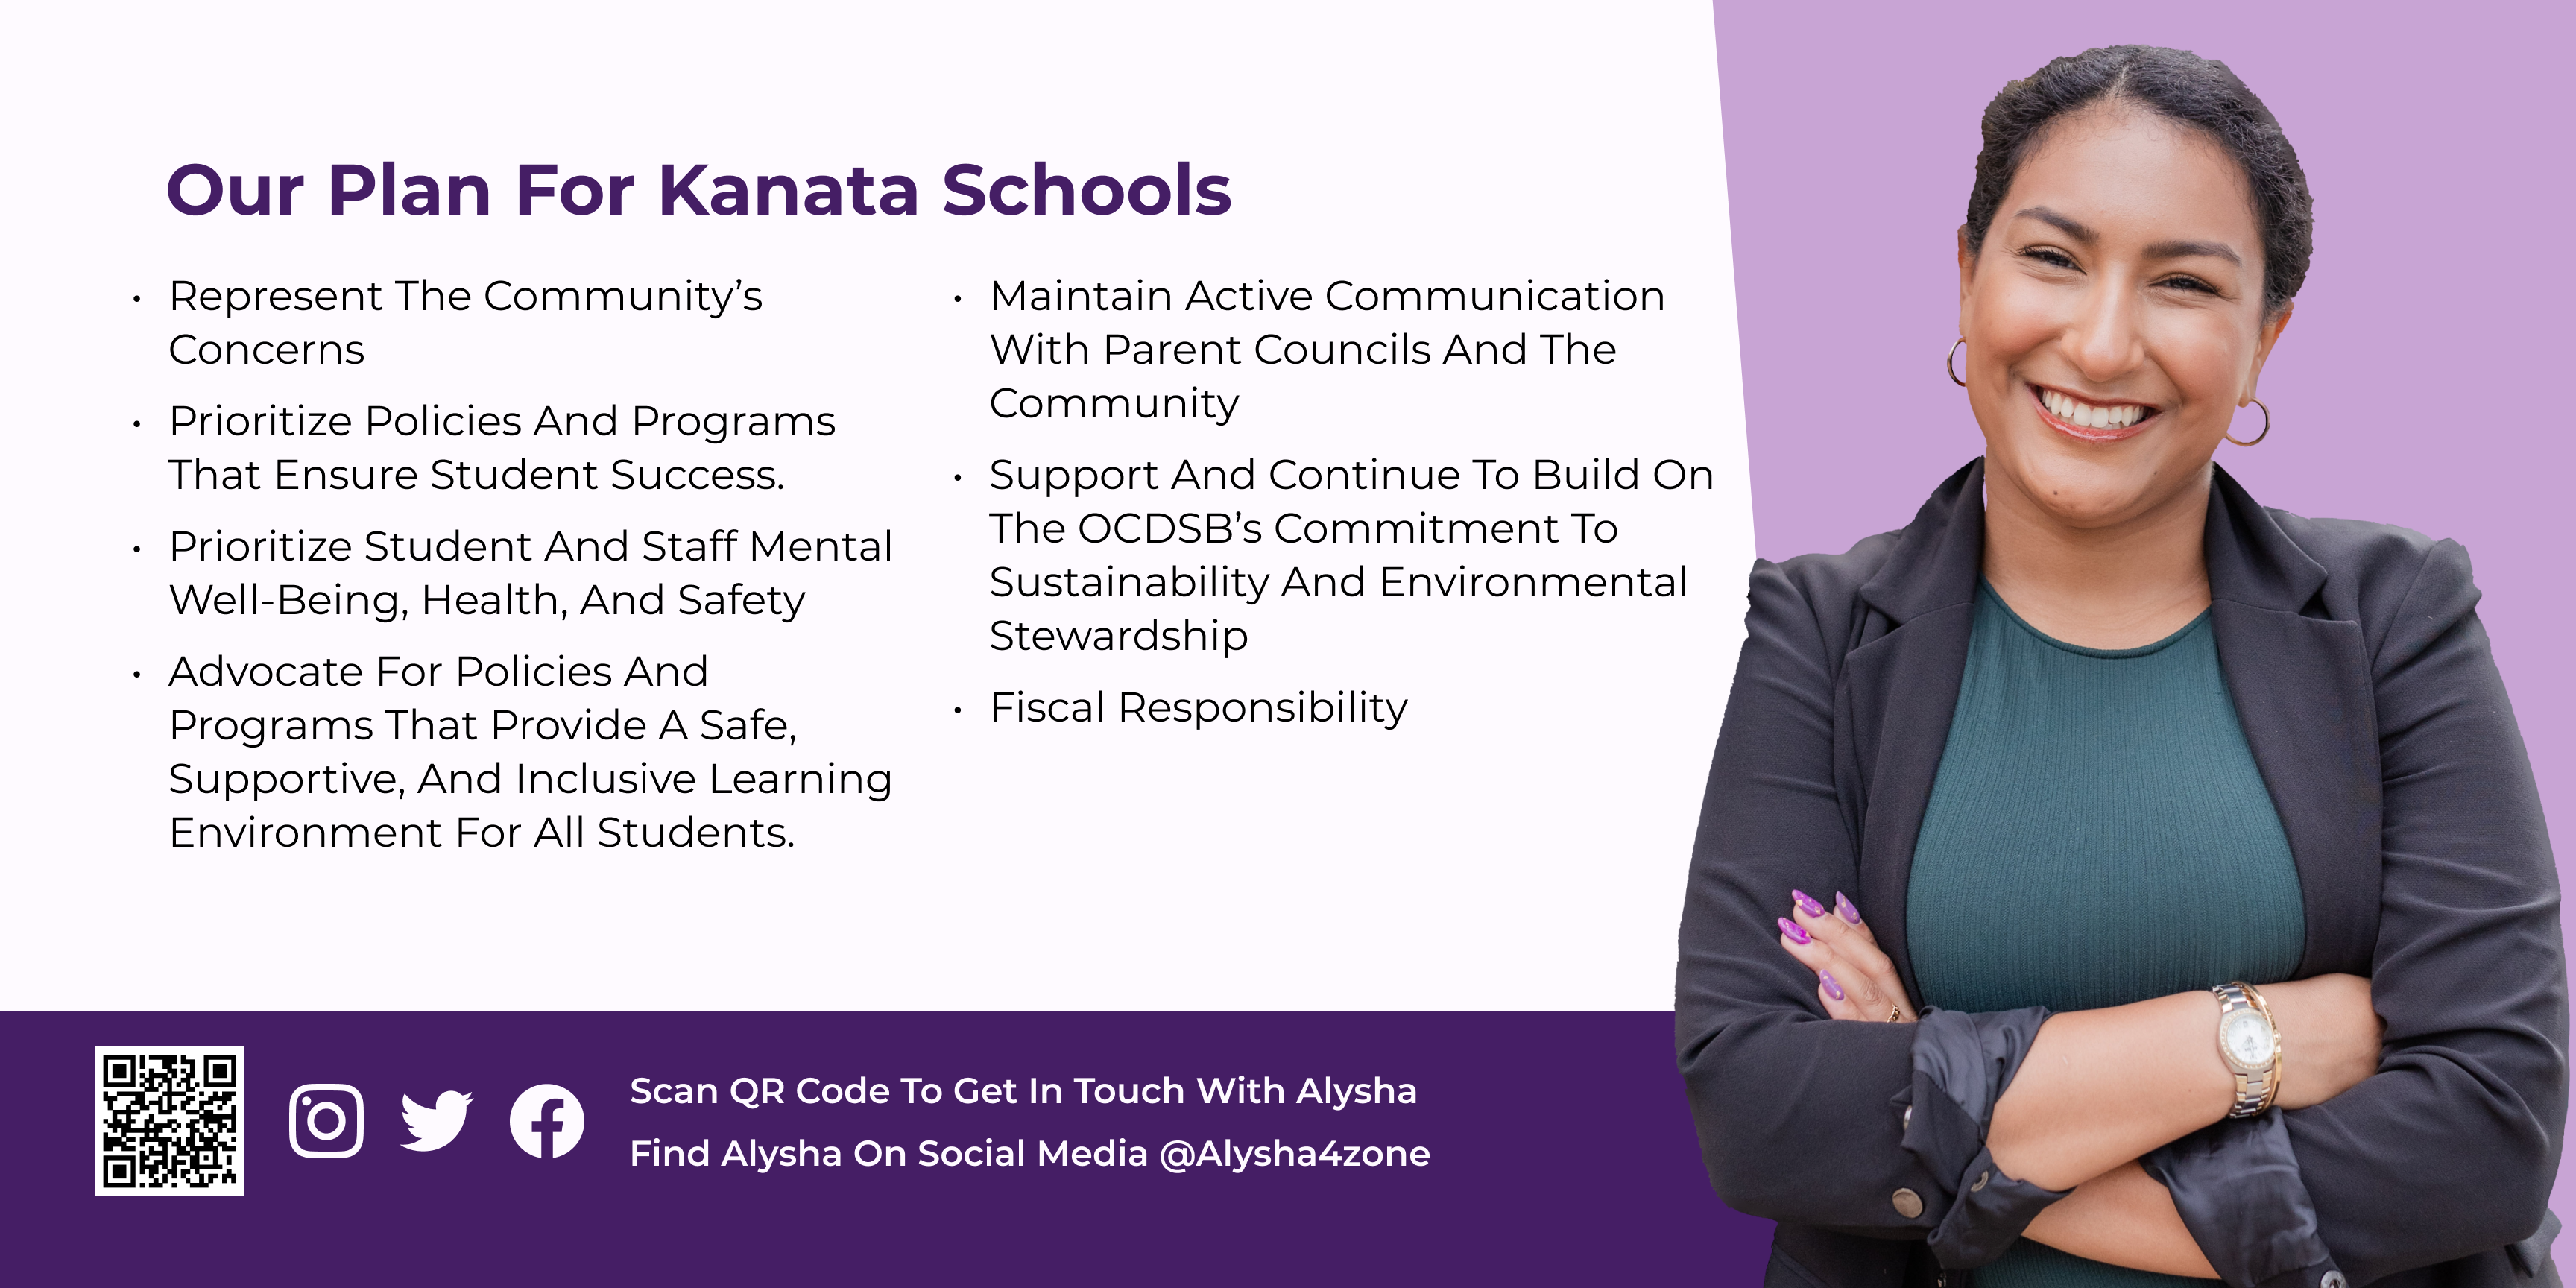 Our Plan For Kanata Schools
• Represent The Community’s
Concerns
• Prioritize Policies And Programs
That Ensure Student Success.
• Prioritize Student And Staff Mental
Well-Being, Health, And Safety
• Advocate For Policies And
Programs That Provide A Safe,
Supportive, And Inclusive Learning
Environment For All Students.
• Maintain Active Communication
With Parent Councils And The
Community
• Support And Continue To Build On
The OCDSB’s Commitment To
Sustainability And Environmental
Stewardship
• Fiscal Responsibility
Scan QR Code To Get In Touch With Alysha
Find Alysha On Social Media @Alysha4zone